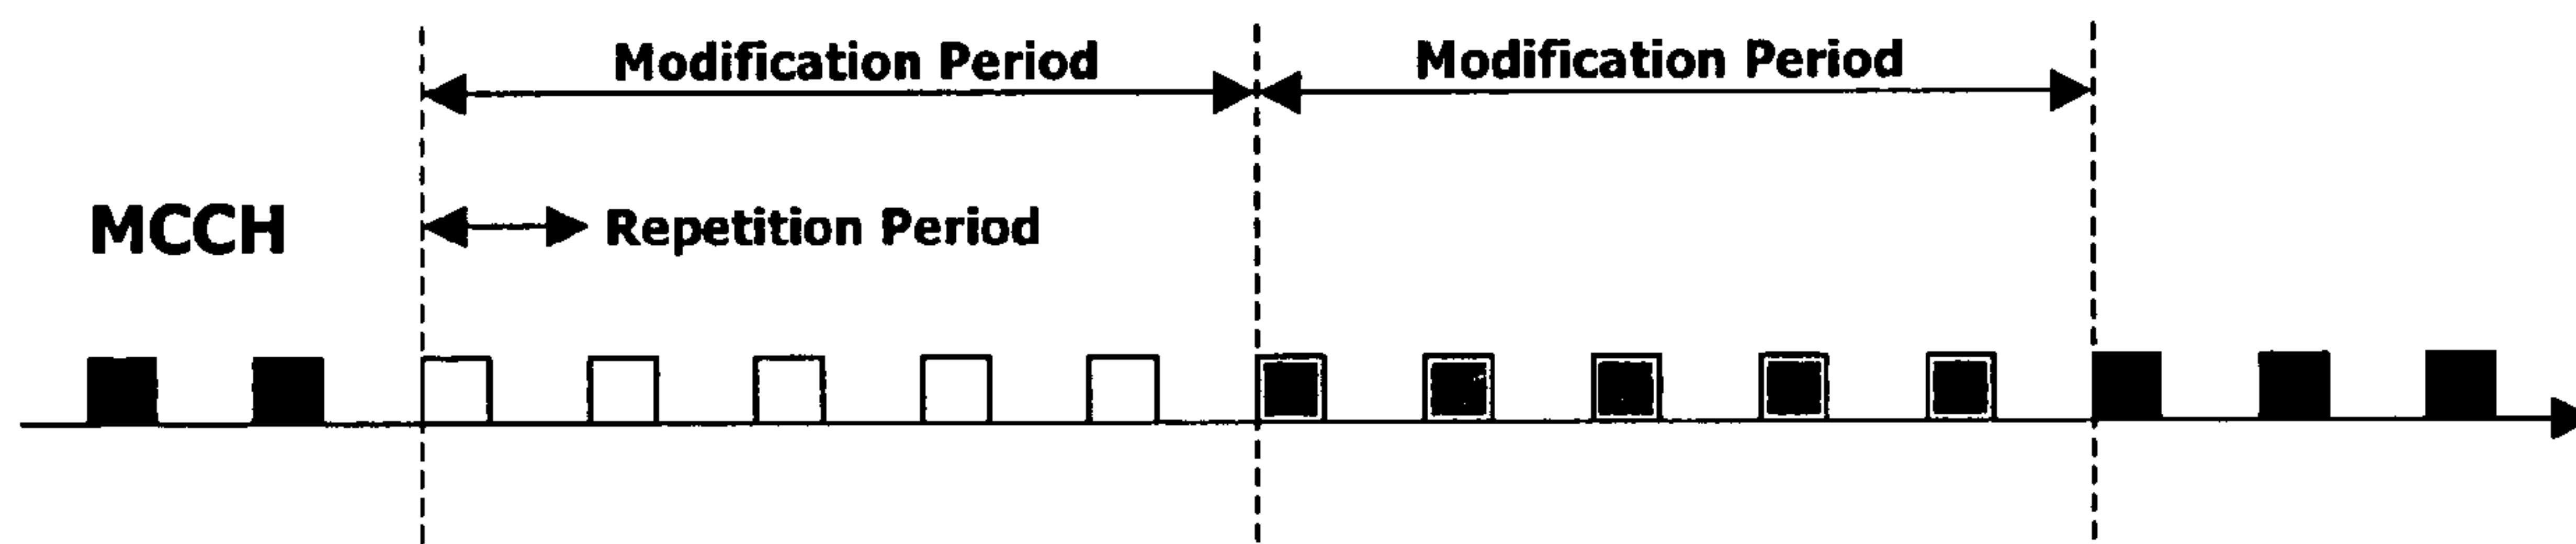 Modification Period
Modification Period
MCCH
Repetition Period